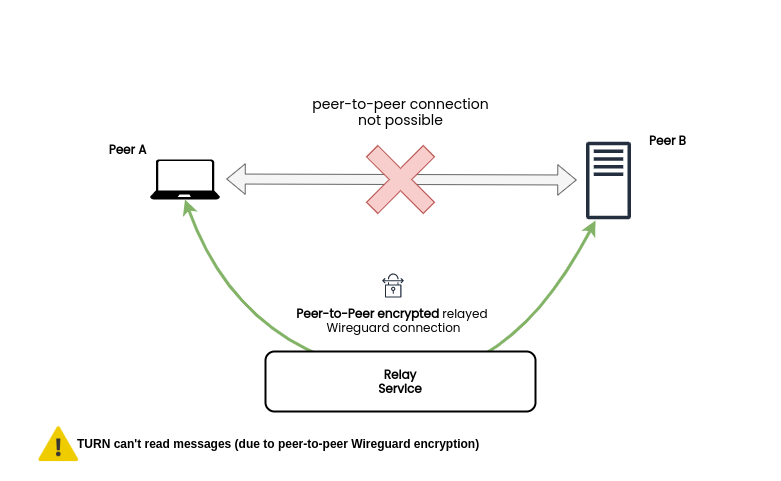 peer-to-peer connection
not possible
Peer A
Peer B
Peer-to-Peer encrypted relayed
Wireguard connection
Relay
Service
TURN can't read messages (due to peer-to-peer Wireguard encryption)